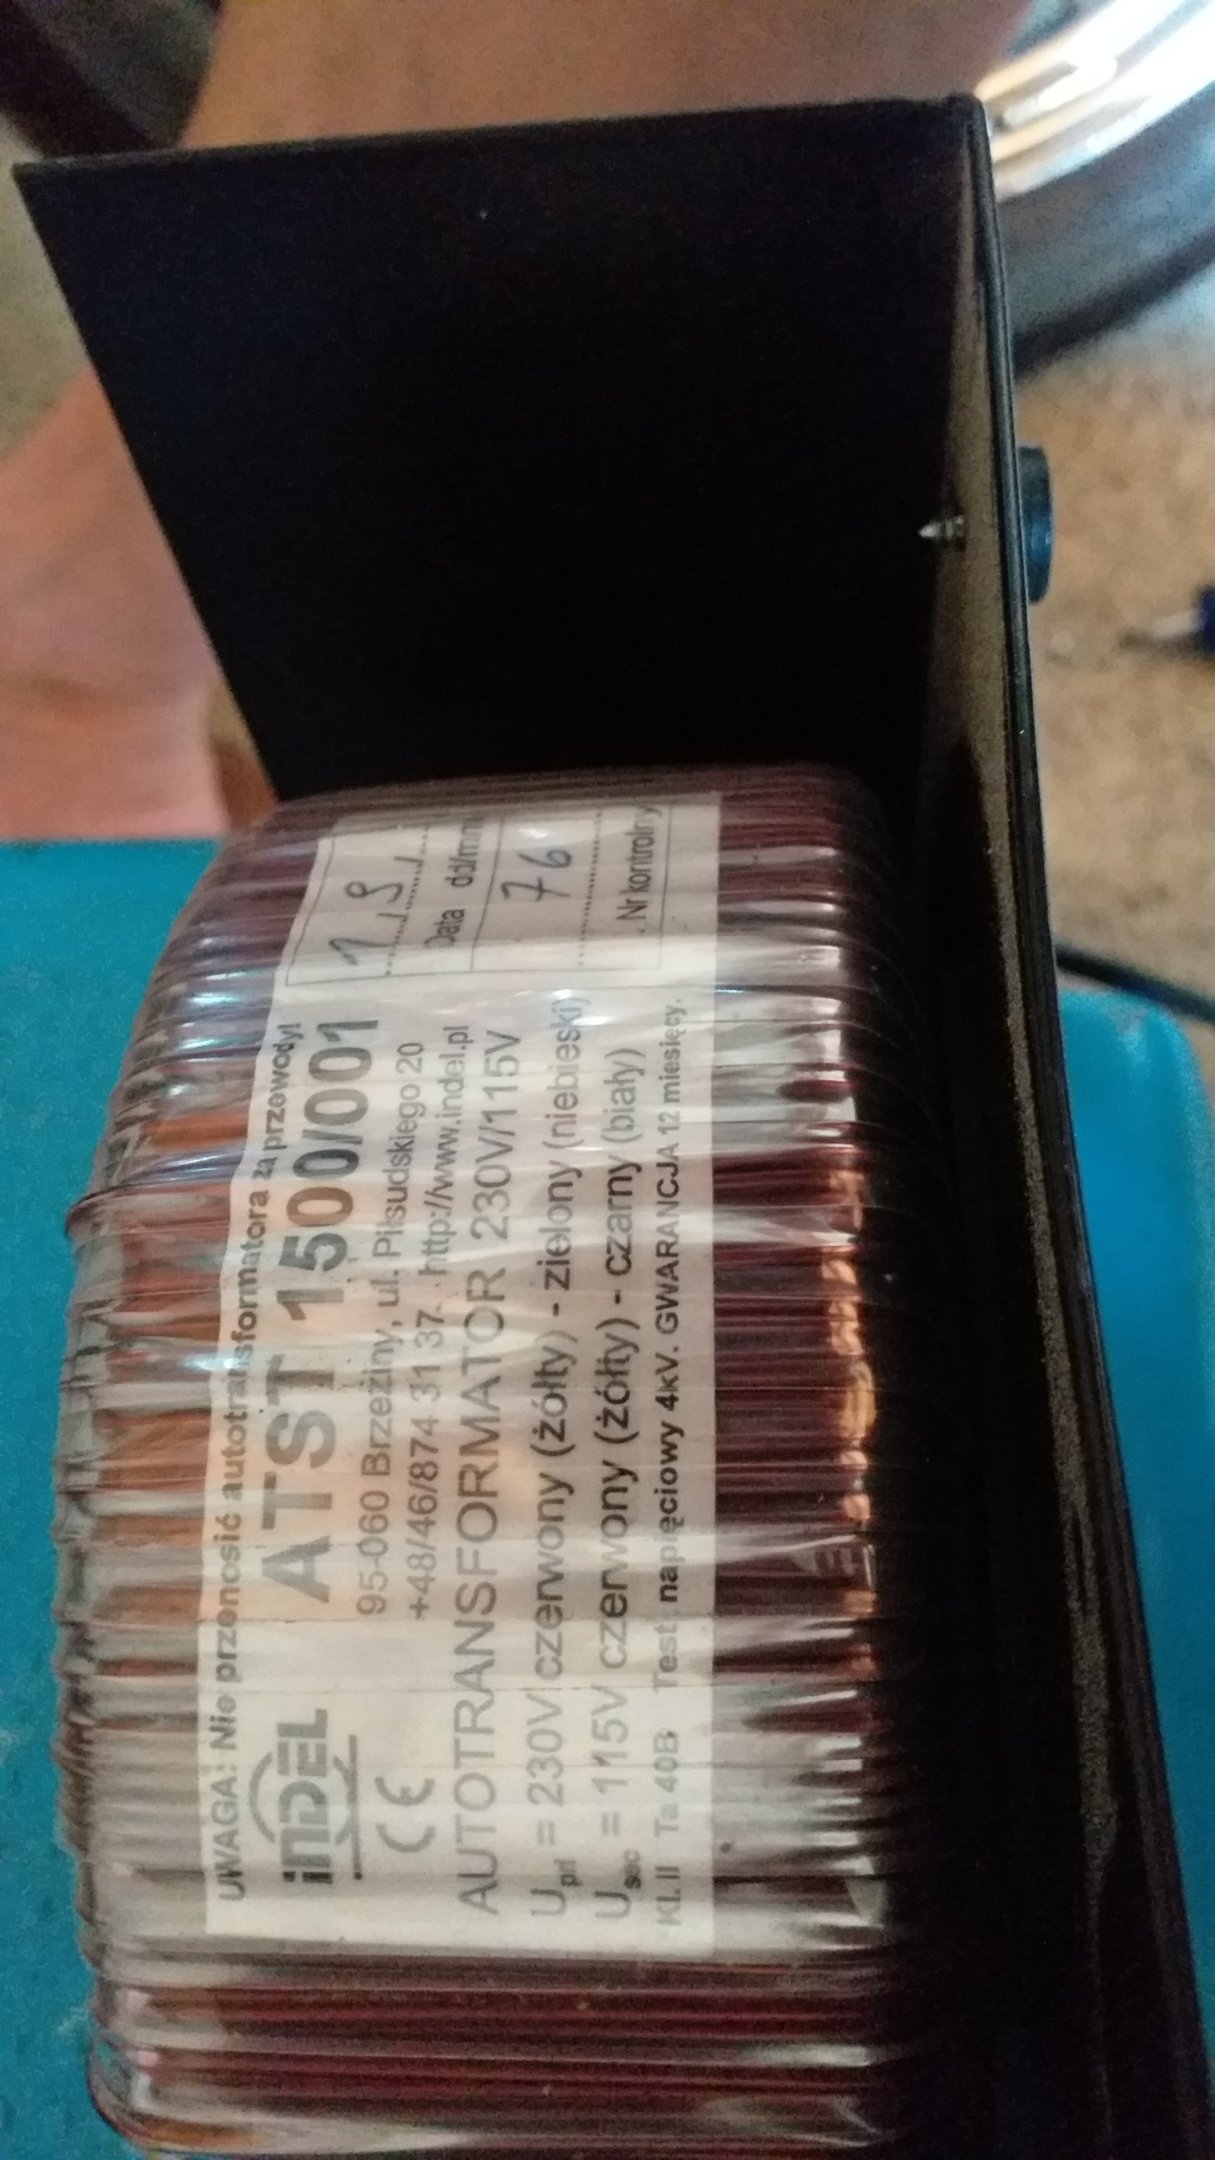 UWAGA: Nie przenosić autotransformatora za przewody!
inDEL
ATST 1500/001
95-060 Brzeziny, ul. Piłsudskiego 20
+48/46/874 31 37. http://www.indel.pl
CE
AUTOTRANSFORMATOR 230V/115V
Upri = 230V czerwony (żółty) - zielony (niebieski)
Usec = 115V czerwony (żółty) - czarny (biały)
Kl. II Ta 40B Test napięciowy 4kV. GWARANCJA 12 miesięcy.
Data dd/mm
76
Nr kontrolny